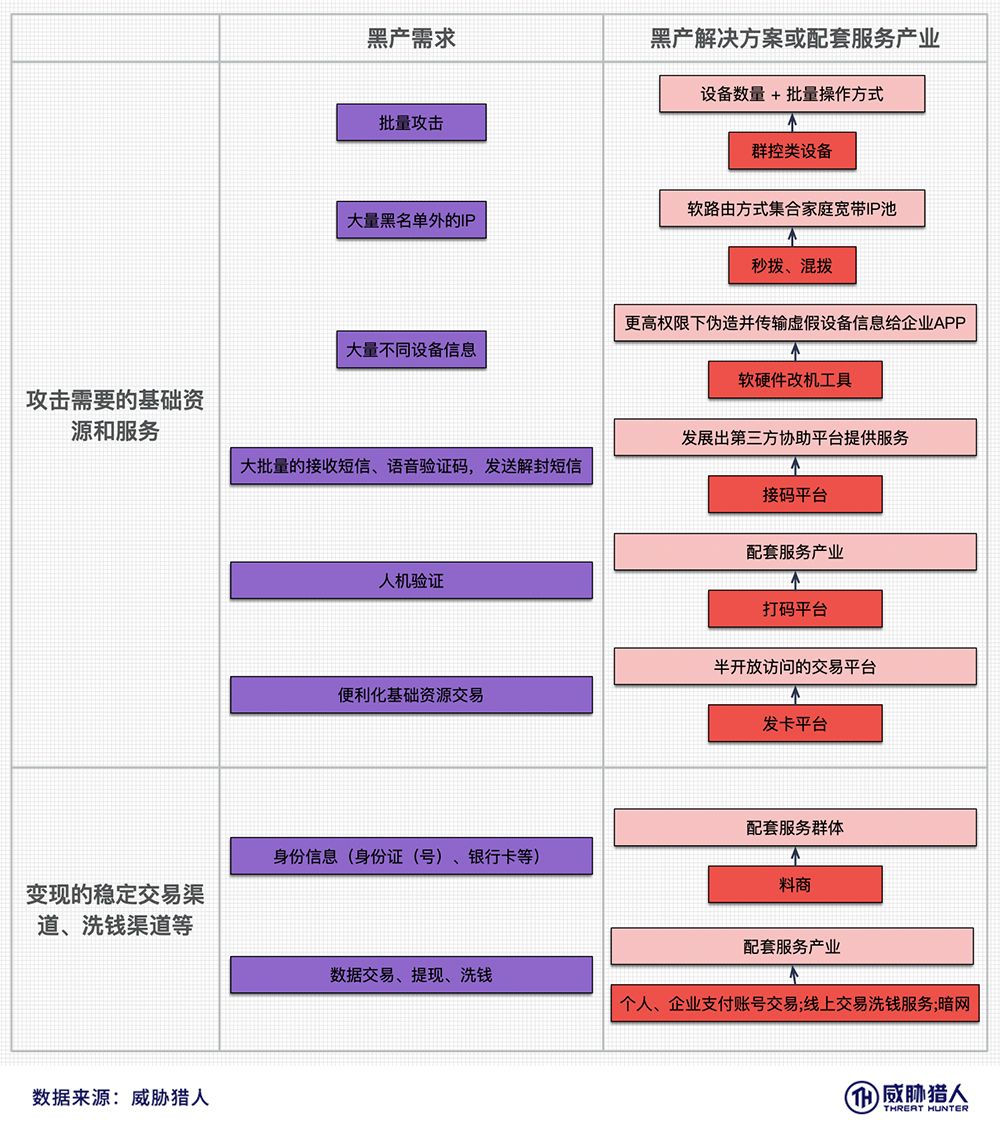 黑产需求
黑产解决方案或配套服务产业
攻击需要的基础资
源和服务
批量攻击
设备数量 + 批量操作方式
群控类设备
大量黑名单外的IP
软路由方式集合家庭宽带IP池
秒拨、混拨
大量不同设备信息
更高权限下伪造并传输虚假设备信息给企业APP
软硬件改机工具
大批量的接收短信、语音验证码，发送解封短信
发展出第三方协助平台提供服务
接码平台
人机验证
配套服务产业
打码平台
便利化基础资源交易
半开放访问的交易平台
发卡平台
变现的稳定交易渠
道、洗钱渠道等
身份信息（身份证（号）、银行卡等）
配套服务群体
料商
数据交易、提现、洗钱
配套服务产业
个人、企业支付账号交易;线上交易洗钱服务;暗网
数据来源：威胁猎人
TH
威胁猎人
THREAT HUNTER